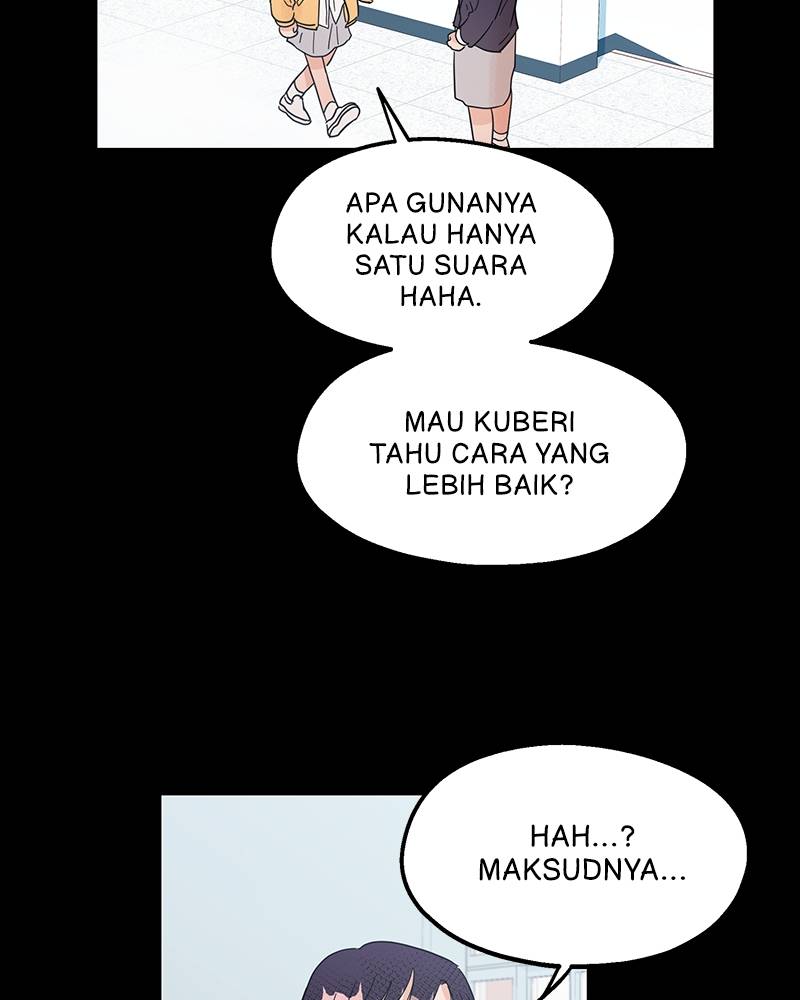 APA GUNANYA
KALAU HANYA
SATU SUARA
HAHA.
MAU KUBERI
TAHU CARA YANG
LEBIH BAIK?
HAH...?
MAKSUDNYA...